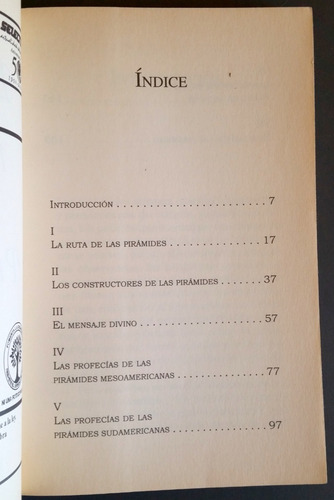 ÍNDICE
INTRODUCCIÓN . . . . . . . . . . . . . . . . . . . . 7
I
LA RUTA DE LAS PIRÁMIDES . . . . . . . . . . . . . 17
II
LOS CONSTRUCTORES DE LAS PIRÁMIDES . . . . 37
III
EL MENSAJE DIVINO . . . . . . . . . . . . . . . . . 57
IV
LAS PROFECÍAS DE LAS
PIRÁMIDES MESOAMERICANAS . . . . . . . . . . . 77
V
LAS PROFECÍAS DE LAS
PIRÁMIDES SUDAMERICANAS . . . . . . . . . . . . 97